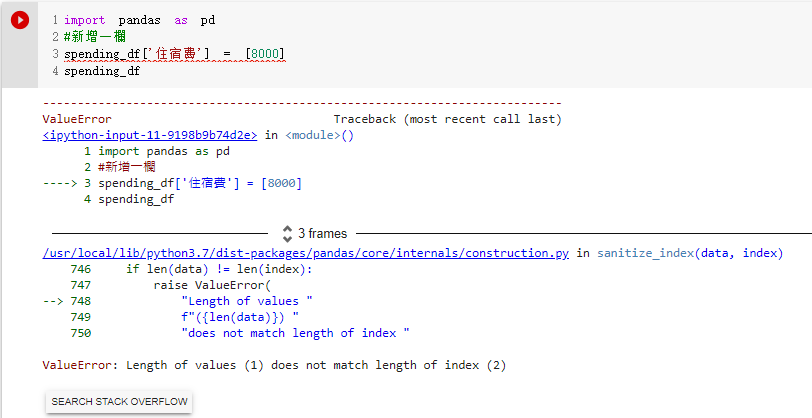 1 import pandas as pd
2 #新增一欄
3 spending_df['住宿費'] = [8000]
4 spending_df
---------------------------------------------------------------------------
ValueError Traceback (most recent call last)
<ipython-input-11-9198b9b74d2e> in <module>()
1 import pandas as pd
2 #新增一欄
----> 3 spending_df['住宿費'] = [8000]
4 spending_df
3 frames
/usr/local/lib/python3.7/dist-packages/pandas/core/internals/construction.py in sanitize_index(data, index)
746 if len(data) != len(index):
747 raise ValueError(
--> 748 "Length of values "
749 f"({len(data)}) "
750 "does not match length of index "
ValueError: Length of values (1) does not match length of index (2)
SEARCH STACK OVERFLOW